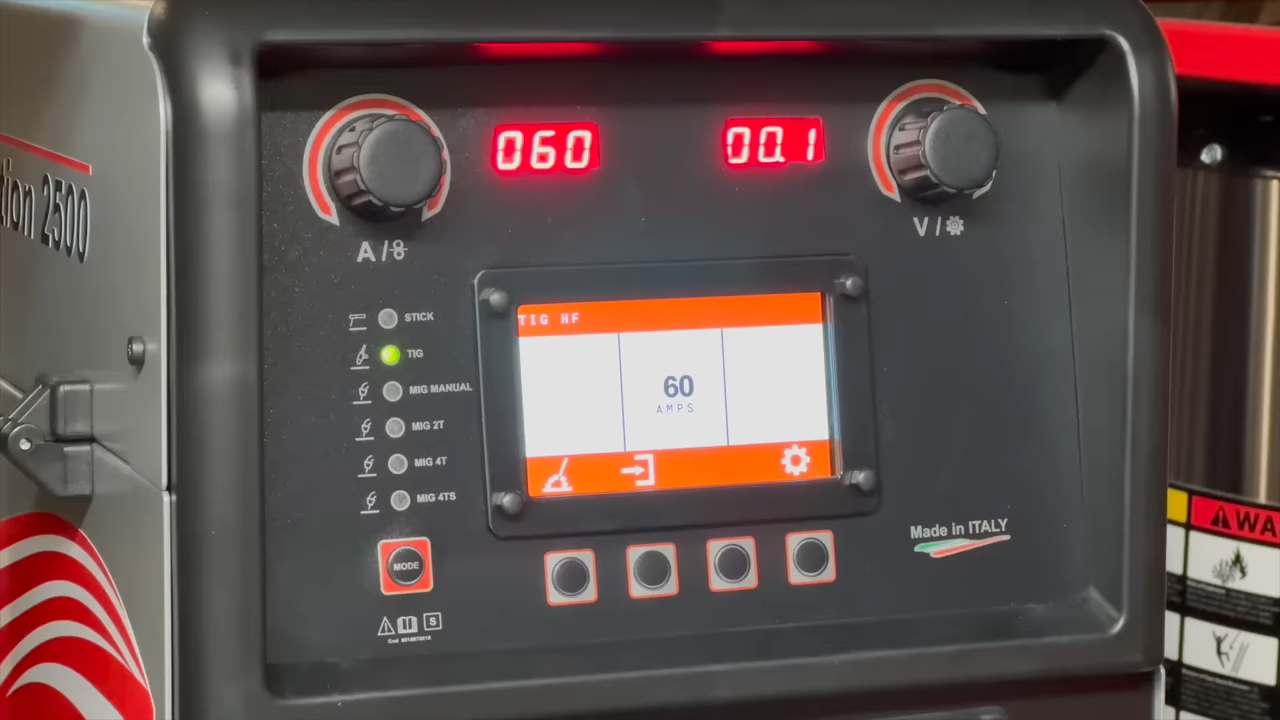 060
00.1
tion 2500
A /
V /
STICK
TIG
MIG MANUAL
MIG 2T
MIG 4T
MIG 4TS
MODE
S
TIG HF
60
AMPS
Made in ITALY
WA